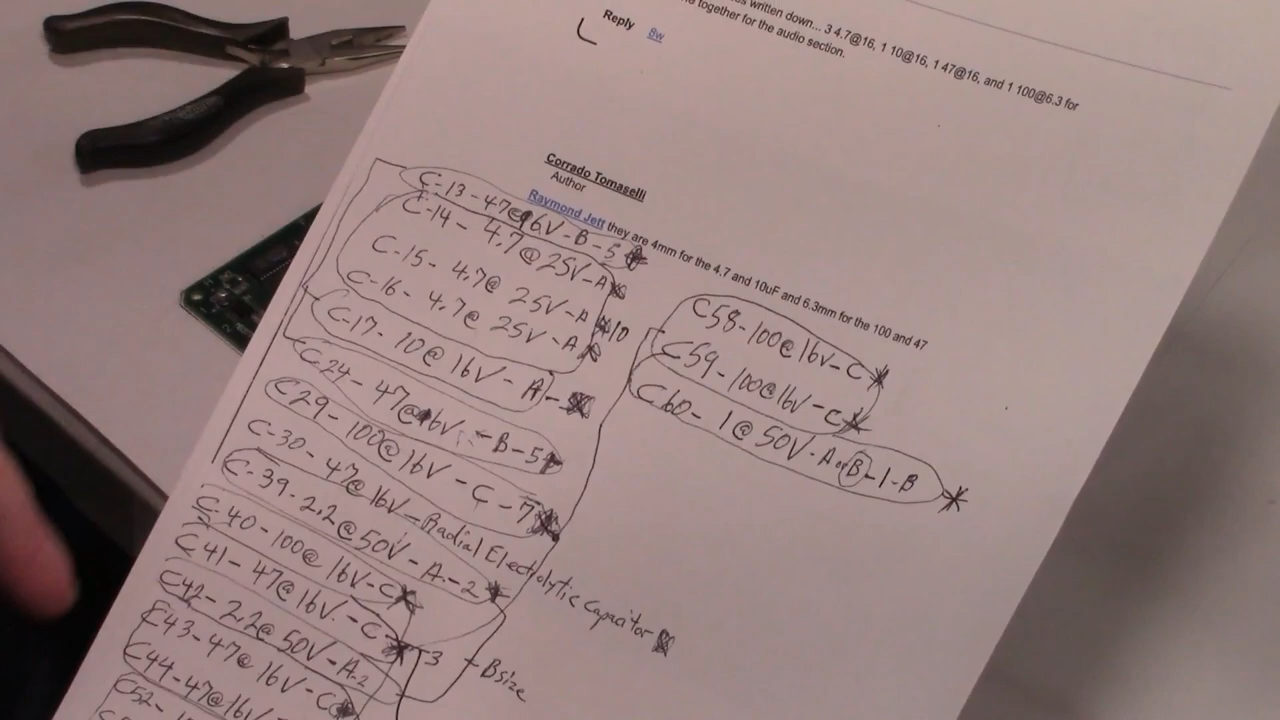 written down... 3 4.7@16, 1 10@16, 1 47@16, and 1 100@6.3 for
together for the audio section.
Reply 8w
Corrado Tomaselli
Author
Raymond Jett they are 4mm for the 4.7 and 10uF and 6.3mm for the 100 and 47
C-13-47@16V-B-5
C-14-4.7@25V-A
C-15-4.7@25V-A 10
C-16-4.7@25V-A
C-17-10@16V-A-
C24-47@16V-B-5
C29-100@16V-C-7
C-30-47@16V-Radial Electolytic Capacitor
C-39-2.2@50V-A-2
C-40-100@16V-C
C41-47@16V-C- 3
C42-2.2@50V-A-2 - B size
C43-47@16V-C
C44-47@16V
C52-
C58-100@16V-C
C59-100@16V-C
C60-1@50V-A or B-1-B